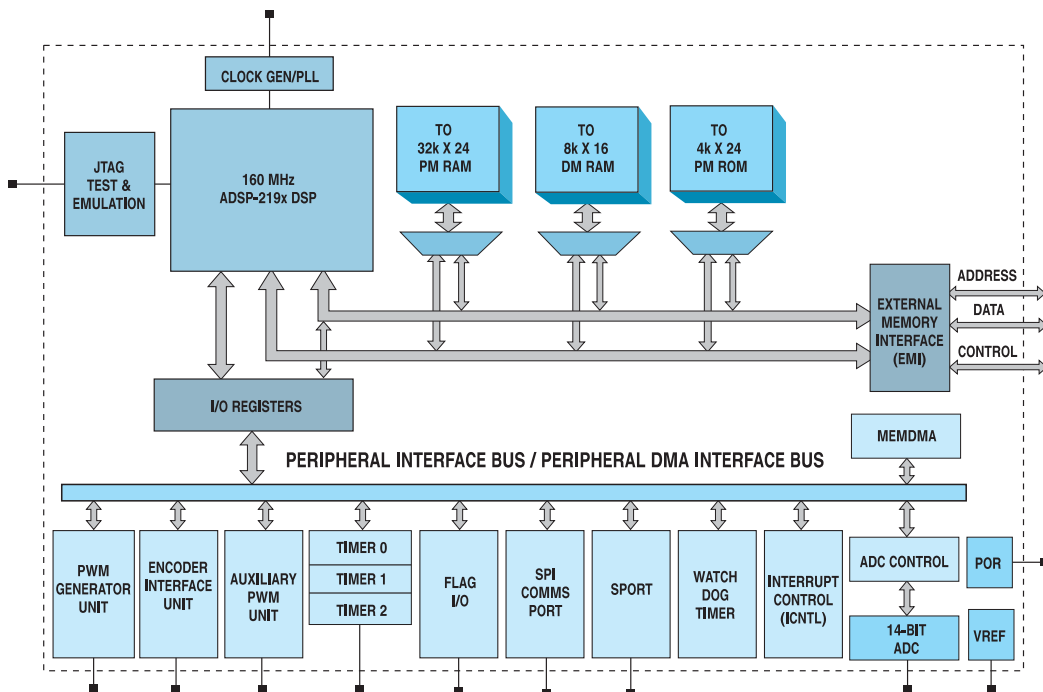 CLOCK GEN/PLL
JTAG
TEST &
EMULATION
160 MHz
ADSP-219x DSP
TO
32k X 24
PM RAM
TO
8k X 16
DM RAM
TO
4k X 24
PM ROM
EXTERNAL
MEMORY
INTERFACE
(EMI)
ADDRESS
DATA
CONTROL
I/O REGISTERS
MEMDMA
PERIPHERAL INTERFACE BUS / PERIPHERAL DMA INTERFACE BUS
PWM
GENERATOR
UNIT
ENCODER
INTERFACE
UNIT
AUXILIARY
PWM
UNIT
TIMER 0
TIMER 1
TIMER 2
FLAG
I/O
SPI
COMMS
PORT
SPORT
WATCH
DOG
TIMER
INTERRUPT
CONTROL
(ICNTL)
ADC CONTROL
14-BIT
ADC
POR
VREF